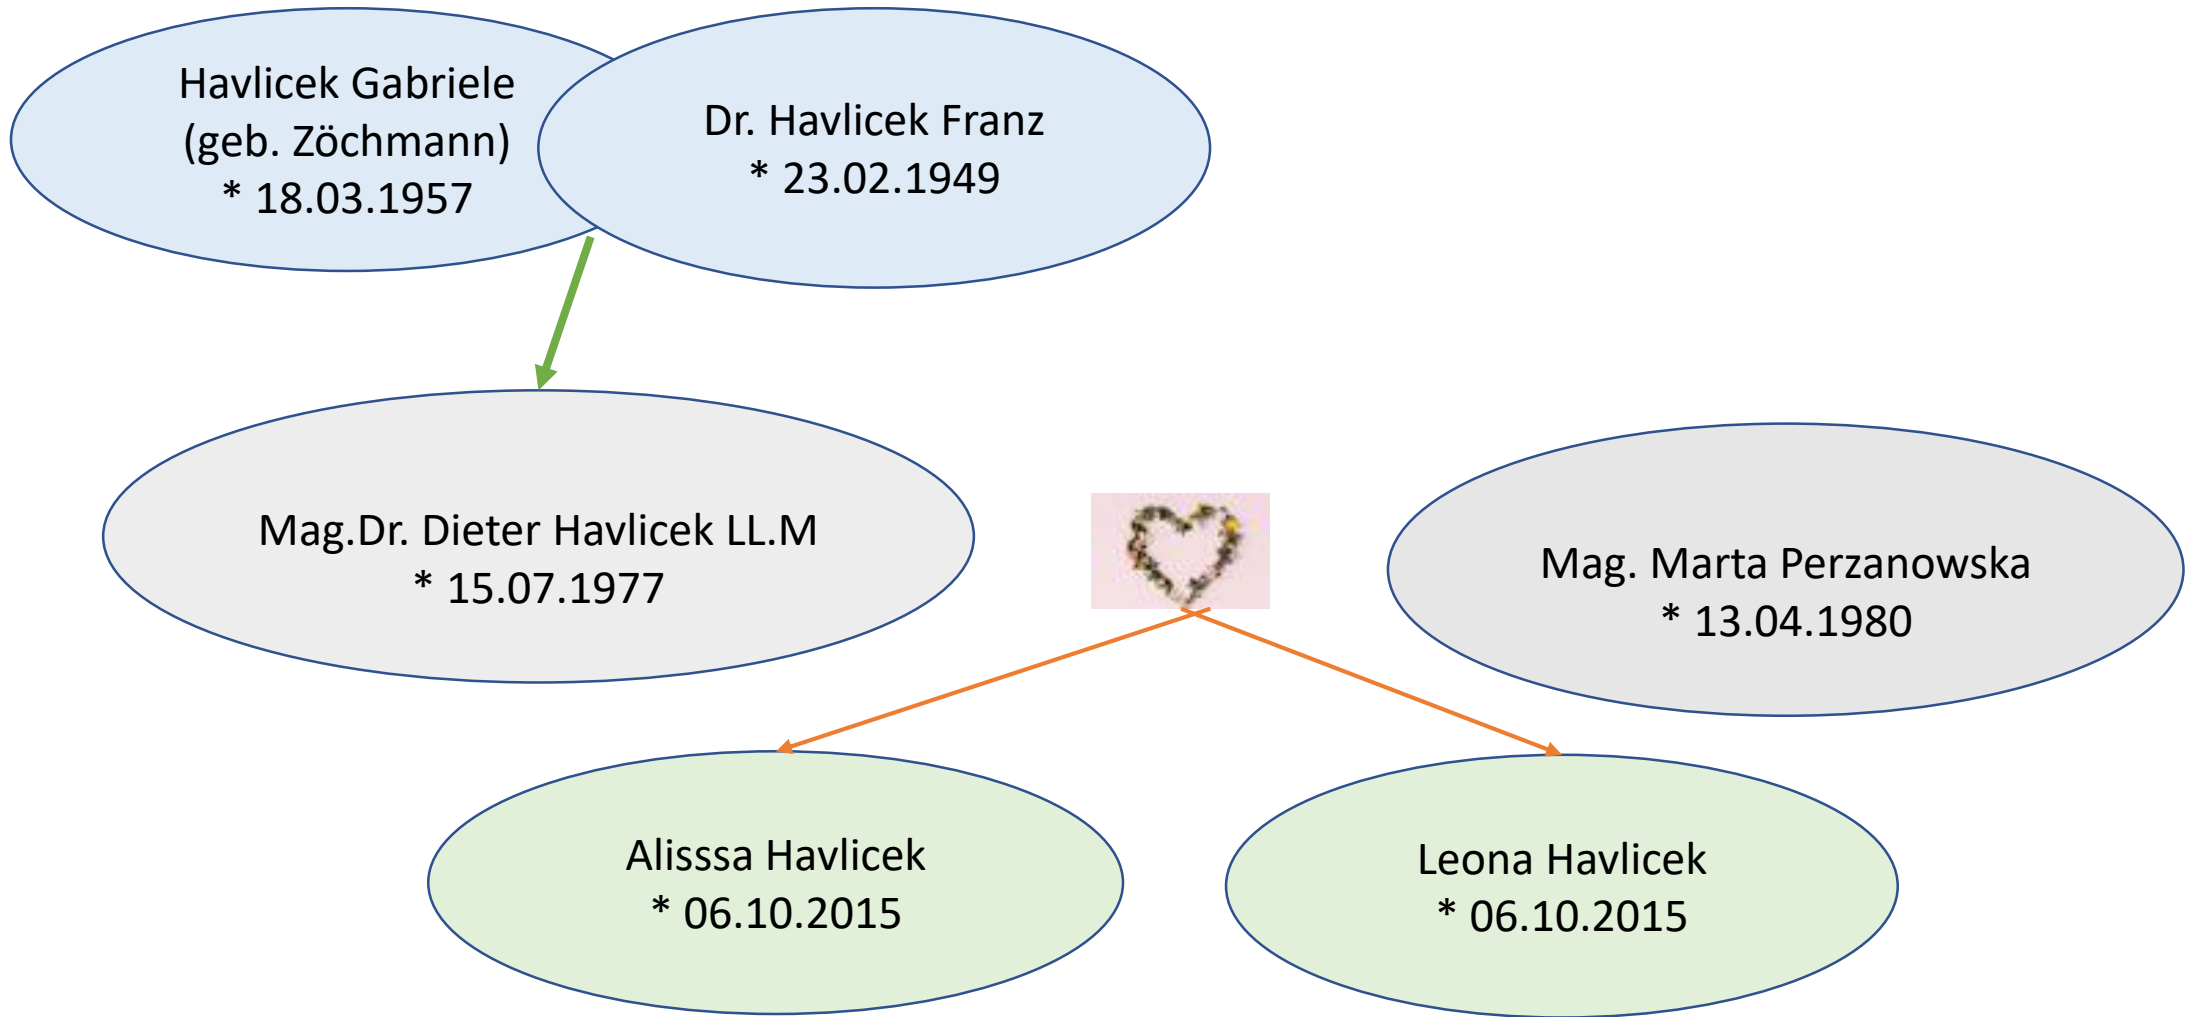 Havlicek Gabriele
(geb. Zöchmann)
* 18.03.1957
Dr. Havlicek Franz
* 23.02.1949
Mag.Dr. Dieter Havlicek LL.M
* 15.07.1977
Mag. Marta Perzanowska
* 13.04.1980
Alisssa Havlicek
* 06.10.2015
Leona Havlicek
* 06.10.2015